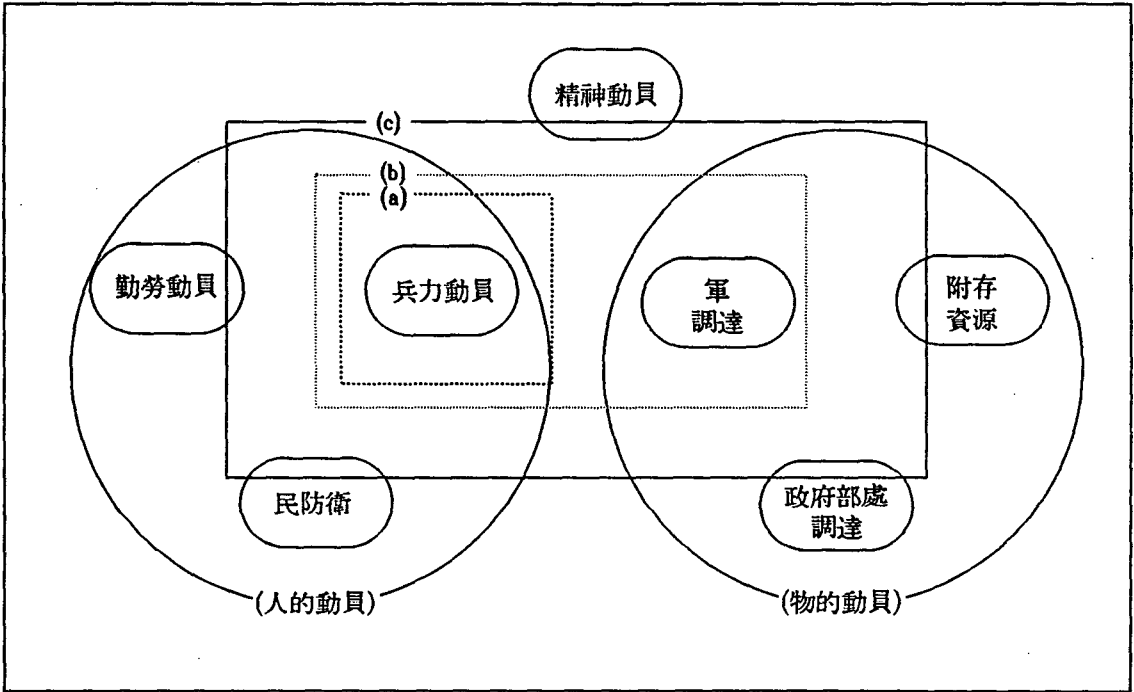 精神動員
(c)
(b)
(a)
勤勞動員
兵力動員
軍
調達
附存
資源
民防衛
政府部處
調達
(人的動員)
(物的動員)